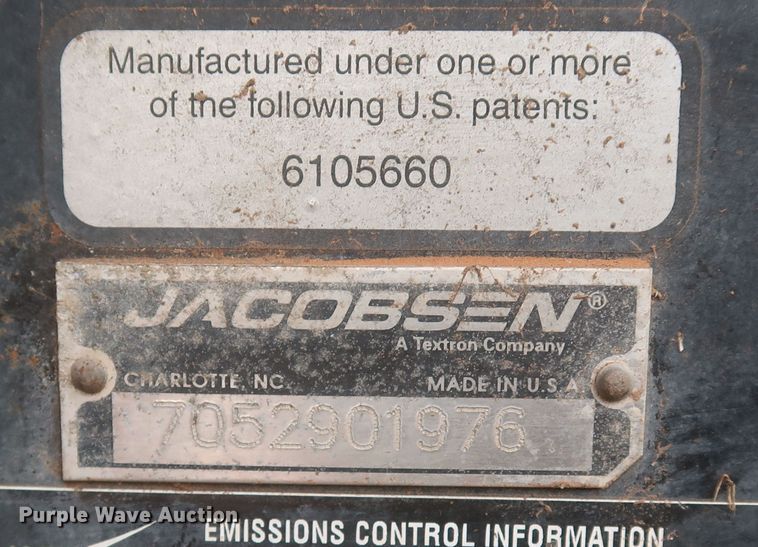 Manufactured under one or more
of the following U.S. patents:
6105660
JACOBSEN®
A Textron Company
CHARLOTTE, NC MADE IN U.S.A
7052901976
Purple Wave Auction
EMISSIONS CONTROL INFORMATION